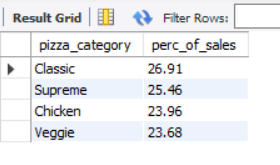 Result Grid Filter Rows:
pizza_category perc_of_sales
Classic 26.91
Supreme 25.46
Chicken 23.96
Veggie 23.68